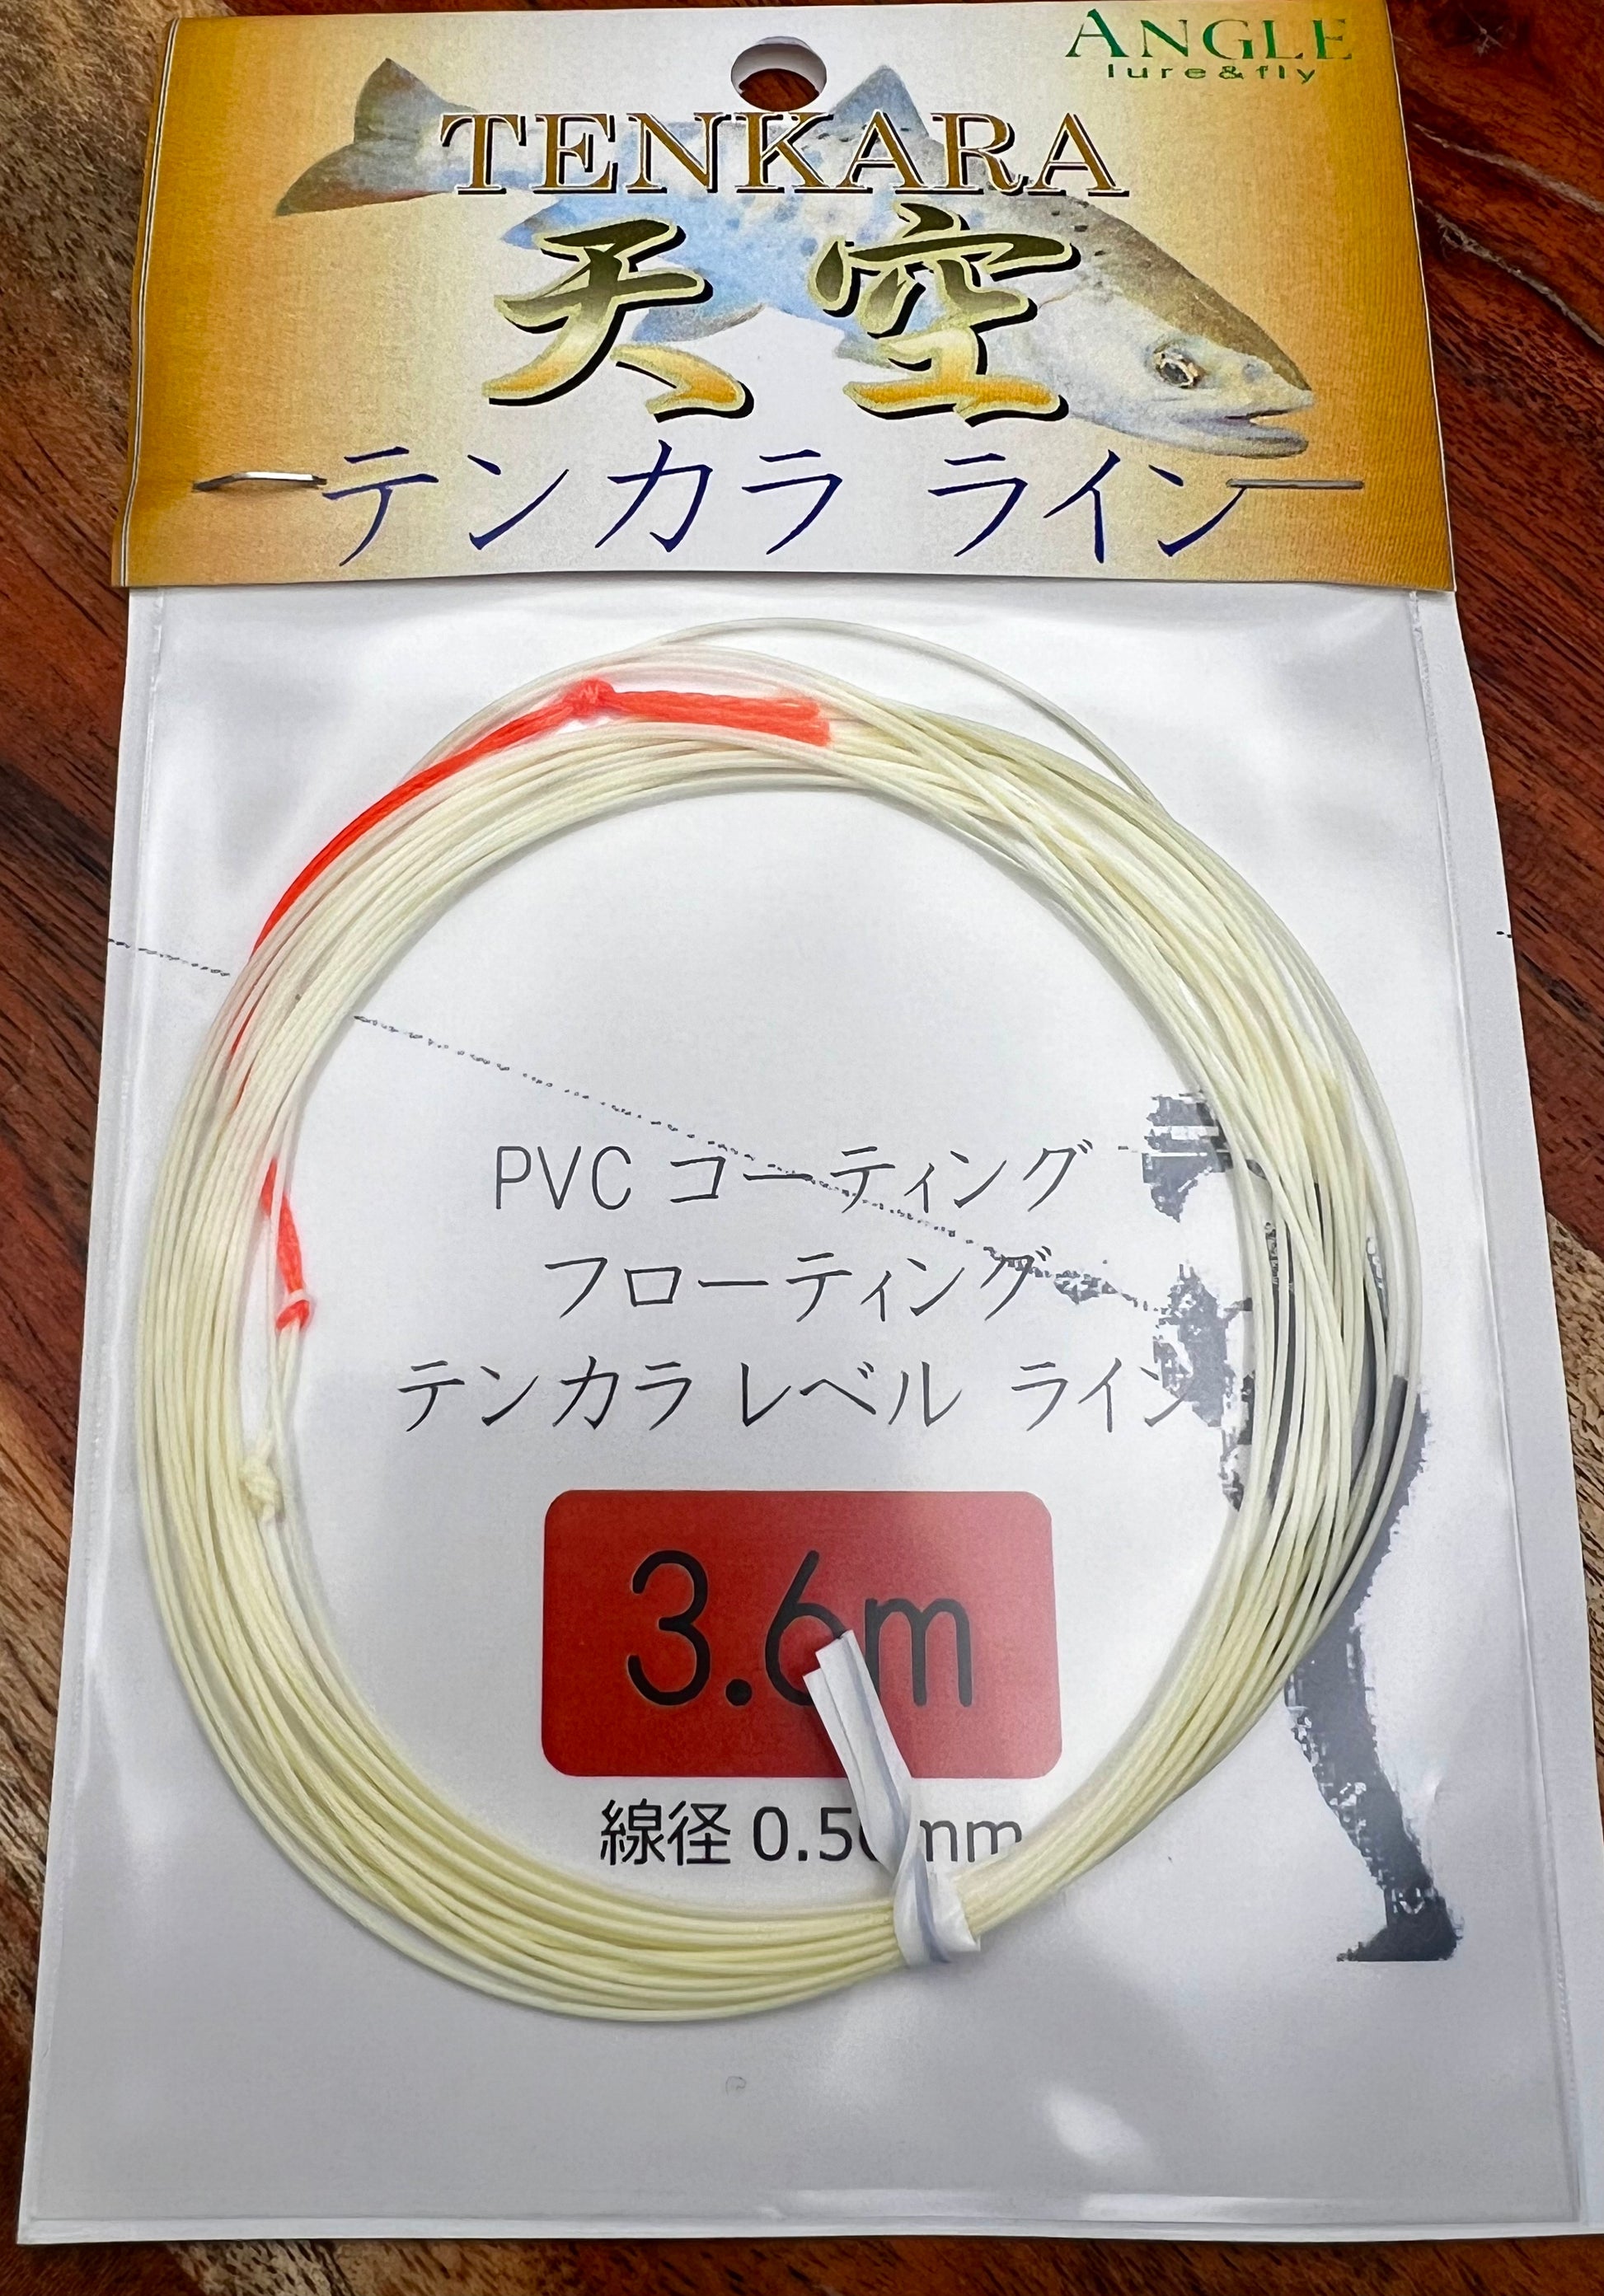 ANGLE
lure&fly
TENKARA
天空
テンカラ ライン
PVC コーティング
フローティング
テンカラ レベル ライン
3.6m
線径